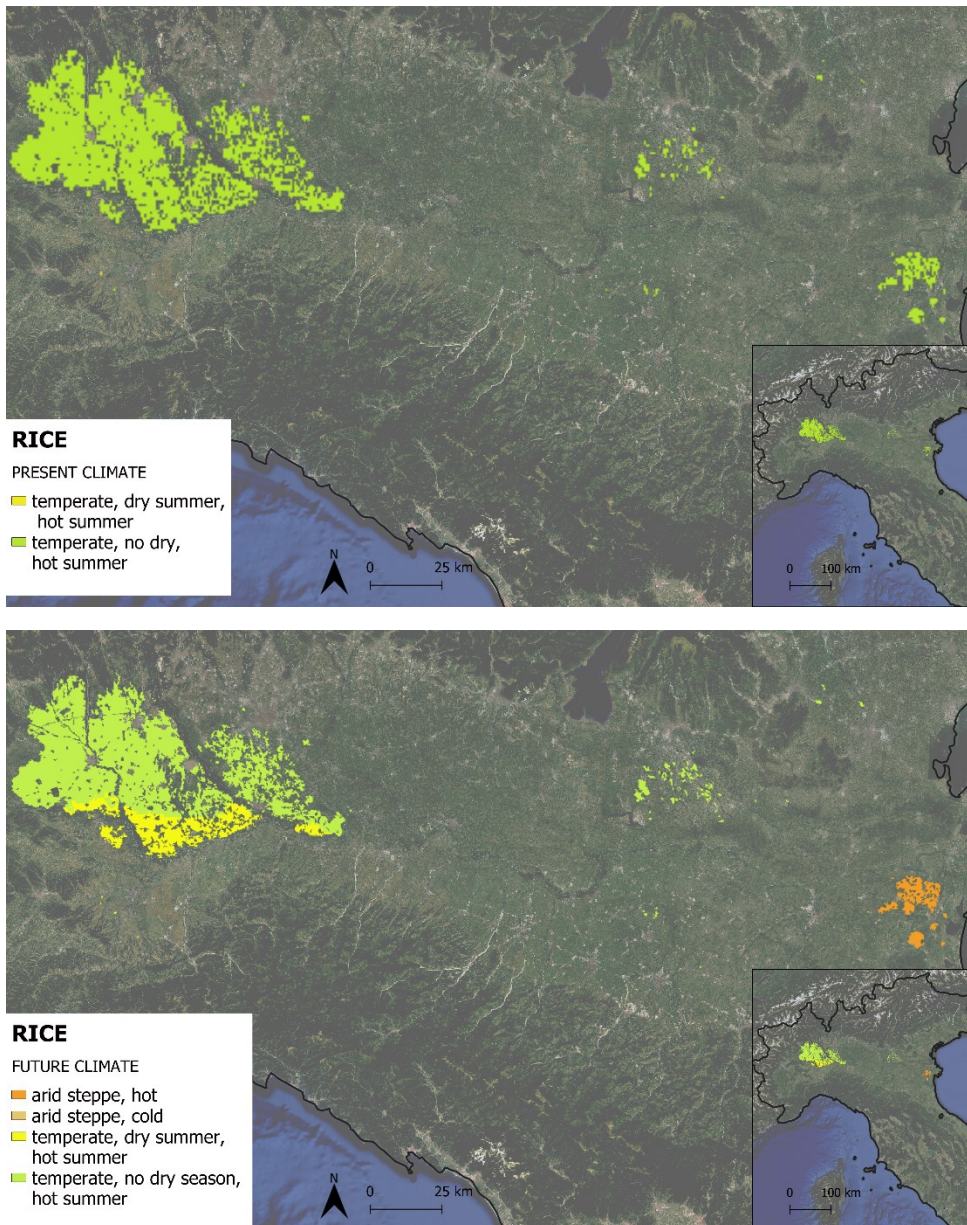 RICE
PRESENT CLIMATE
temperate, dry summer,
hot summer
temperate, no dry,
hot summer
N
0 25 km
0 100 km
RICE
FUTURE CLIMATE
arid steppe, hot
arid steppe, cold
temperate, dry summer,
hot summer
temperate, no dry season,
hot summer
N
0 25 km
0 100 km